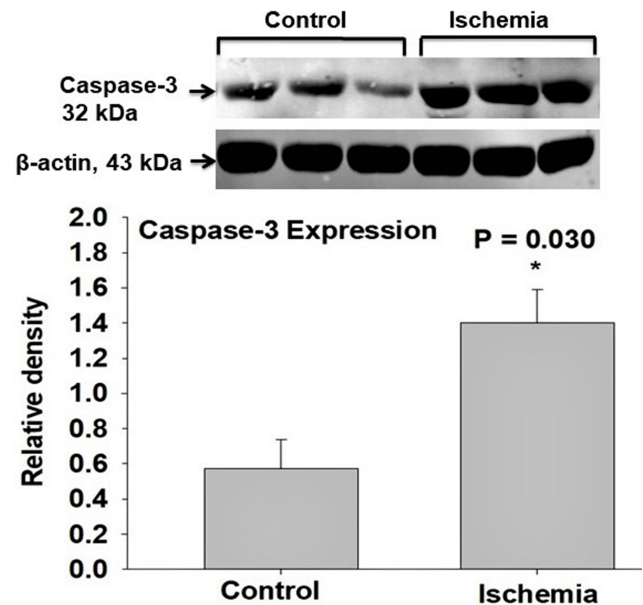 Control Ischemia
Caspase-3
32 kDa
β-actin, 43 kDa
Caspase-3 Expression
P = 0.030
*
Relative density
2.0
1.8
1.6
1.4
1.2
1.0
0.8
0.6
0.4
0.2
0.0
Control Ischemia